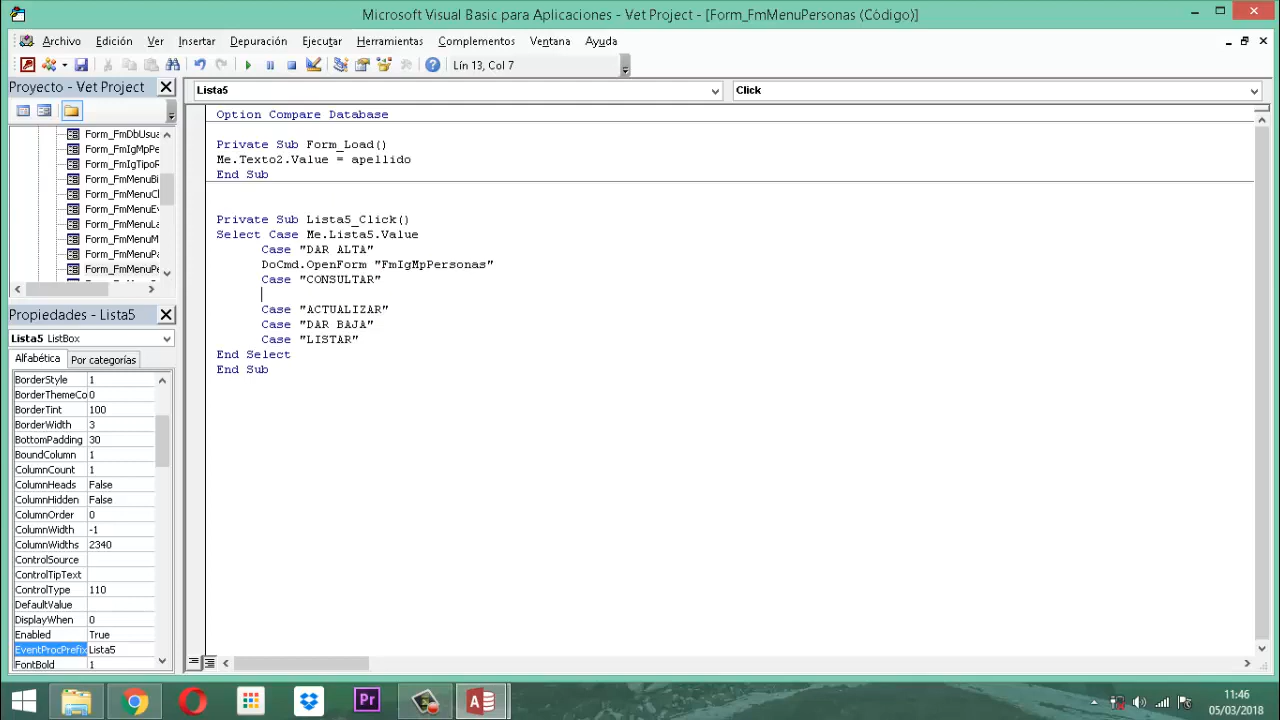 Microsoft Visual Basic para Aplicaciones - Vet Project - [Form_FmMenuPersonas (Código)]
Archivo Edición Ver Insertar Depuración Ejecutar Herramientas Complementos Ventana Ayuda
Lín 13, Col 7
Proyecto - Vet Project
Lista5 Click
Form_FmDbUsua
Form_FmIgMpPe
Form_FmIgTipoR
Form_FmMenuBi
Form_FmMenuCl
Form_FmMenuEv
Form_FmMenuLa
Form_FmMenuM
Form_FmMenuPa
Form_FmMenuPe
Option Compare Database
Private Sub Form_Load()
Me.Texto2.Value = apellido
End Sub
Private Sub Lista5_Click()
Select Case Me.Lista5.Value
Case "DAR ALTA"
DoCmd.OpenForm "FmIgMpPersonas"
Case "CONSULTAR"
Case "ACTUALIZAR"
Case "DAR BAJA"
Case "LISTAR"
End Select
End Sub
Propiedades - Lista5
Lista5 ListBox
Alfabética Por categorías
BorderStyle 1
BorderThemeCo 0
BorderTint 100
BorderWidth 3
BottomPadding 30
BoundColumn 1
ColumnCount 1
ColumnHeads False
ColumnHidden False
ColumnOrder 0
ColumnWidth -1
ColumnWidths 2340
ControlSource
ControlTipText
ControlType 110
DefaultValue
DisplayWhen 0
Enabled True
EventProcPrefix Lista5
FontBold 1
Pr
11:46
05/03/2018